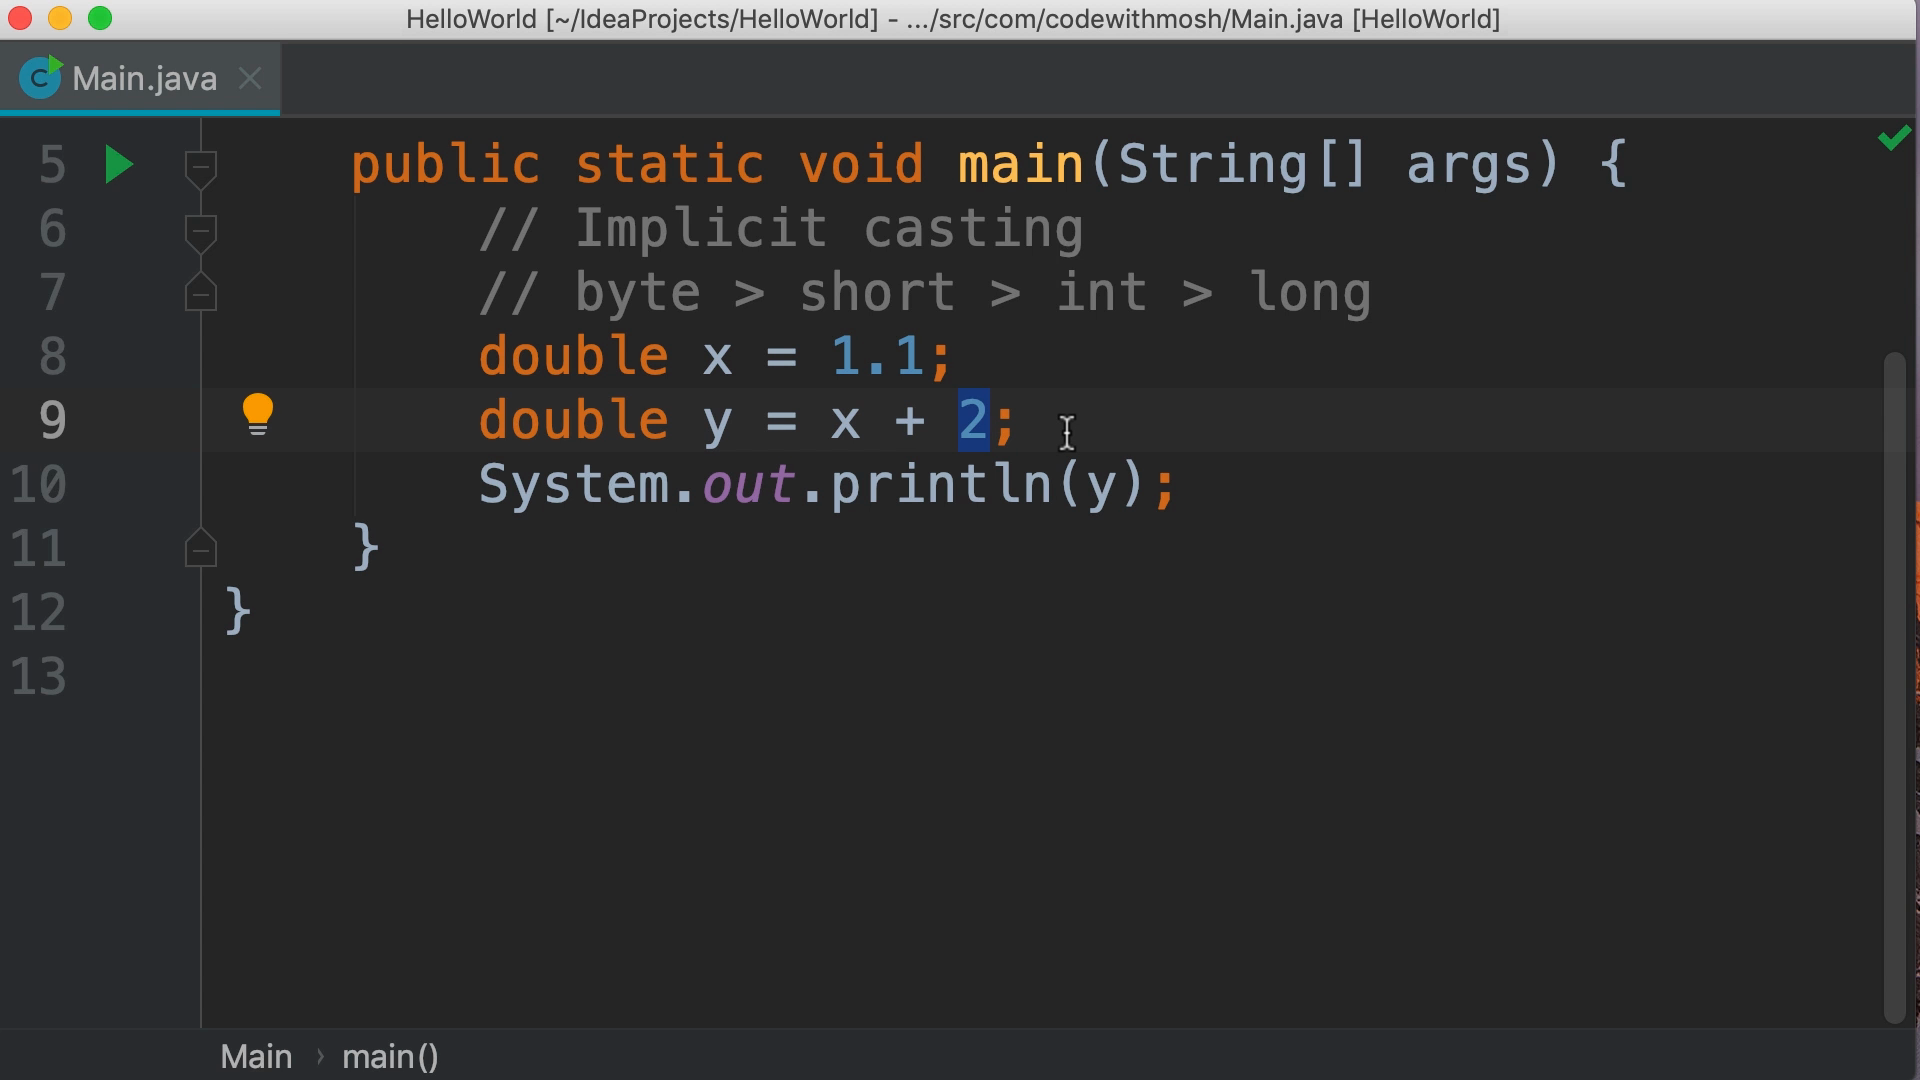 HelloWorld [~/IdeaProjects/HelloWorld] - .../src/com/codewithmosh/Main.java [HelloWorld]
C Main.java
5 public static void main(String[] args) {
6 // Implicit casting
7 // byte > short > int > long
8 double x = 1.1;
9 double y = x + 2;
10 System.out.println(y);
11 }
12 }
13
Main › main()